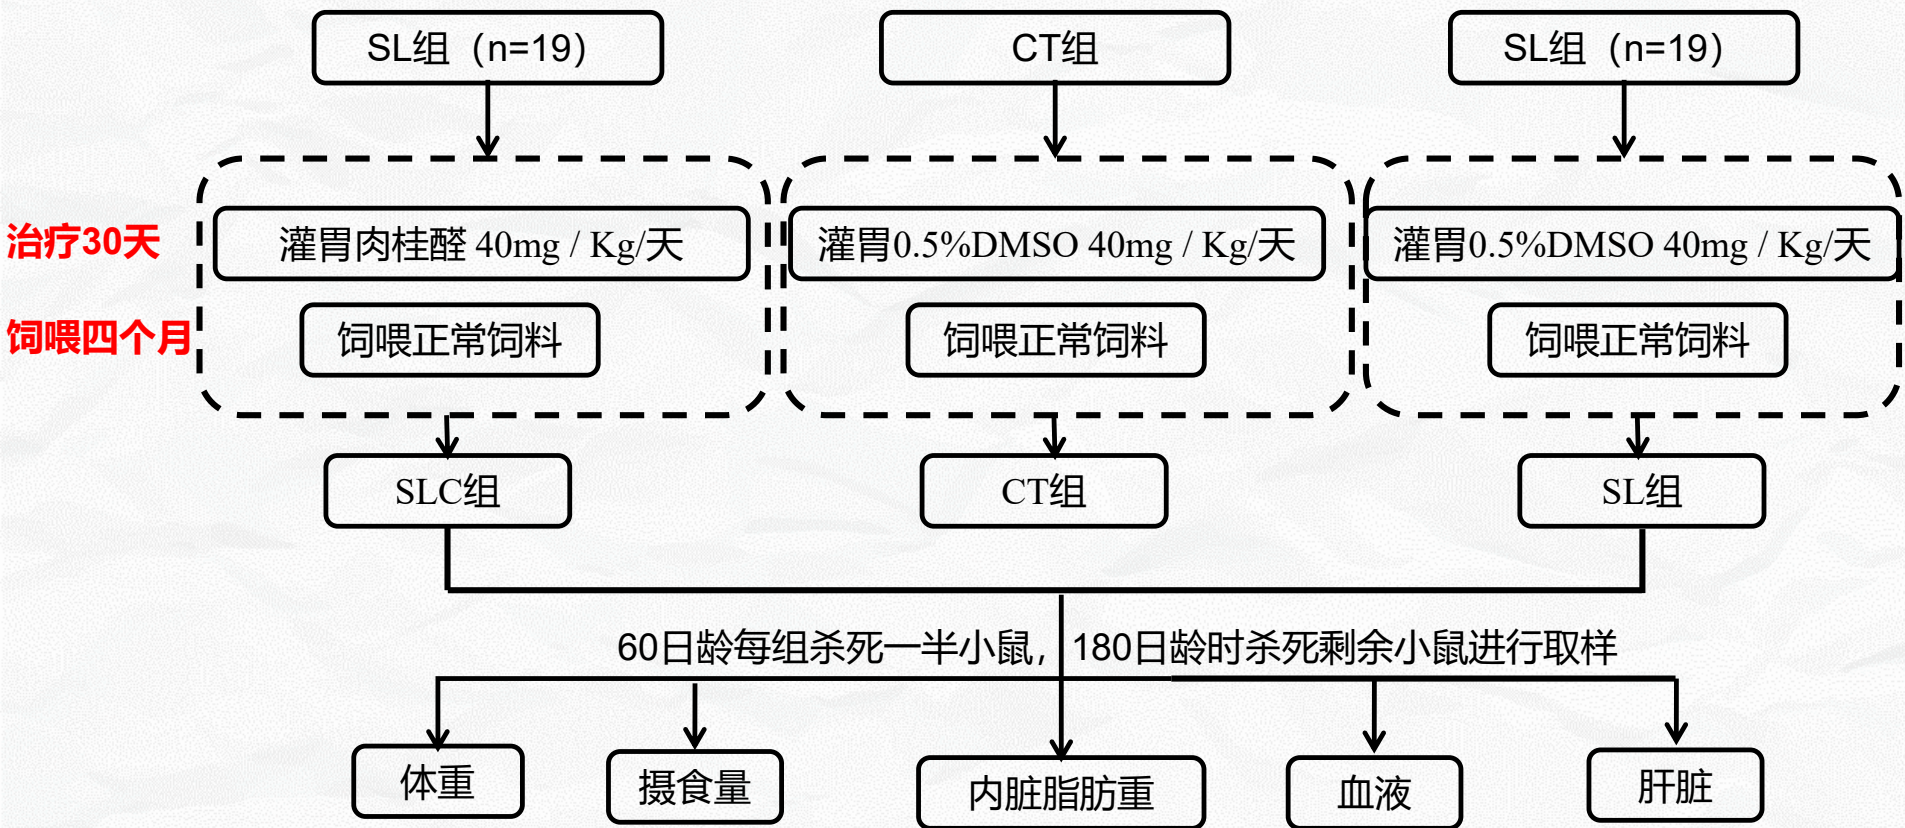 SL组（n=19）
CT组
SL组（n=19）
治疗30天
灌胃肉桂醛 40mg / Kg/天
灌胃0.5%DMSO 40mg / Kg/天
灌胃0.5%DMSO 40mg / Kg/天
饲喂四个月
饲喂正常饲料
饲喂正常饲料
饲喂正常饲料
SLC组
CT组
SL组
60日龄每组杀死一半小鼠，180日龄时杀死剩余小鼠进行取样
体重
摄食量
内脏脂肪重
血液
肝脏